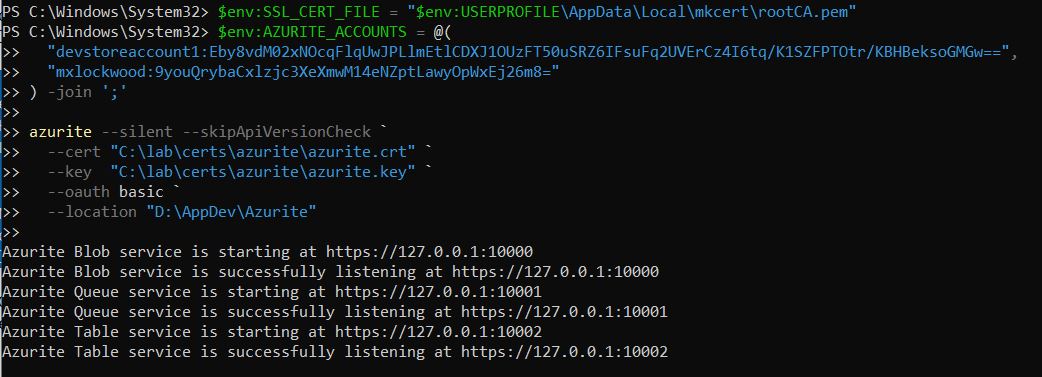 PS C:\Windows\System32> $env:SSL_CERT_FILE = "$env:USERPROFILE\AppData\Local\mkcert\rootCA.pem"
PS C:\Windows\System32> $env:AZURITE_ACCOUNTS = @(
>>   "devstoreaccount1:Eby8vdM02xNOcqFlqUwJPLlmEtlCDXJ1OUzFT50uSRZ6IFsuFq2UVErCz4I6tq/K1SZFPTOtr/KBHBeksoGMGw==",
>>   "mxlockwood:9youQrybaCxlzjc3XeXmwM14eNZptLawyOpWxEj26m8="
>> ) -join ';'
>>
>> azurite --silent --skipApiVersionCheck `
>>   --cert "C:\lab\certs\azurite\azurite.crt" `
>>   --key  "C:\lab\certs\azurite\azurite.key" `
>>   --oauth basic `
>>   --location "D:\AppDev\Azurite"
>>
Azurite Blob service is starting at https://127.0.0.1:10000
Azurite Blob service is successfully listening at https://127.0.0.1:10000
Azurite Queue service is starting at https://127.0.0.1:10001
Azurite Queue service is successfully listening at https://127.0.0.1:10001
Azurite Table service is starting at https://127.0.0.1:10002
Azurite Table service is successfully listening at https://127.0.0.1:10002